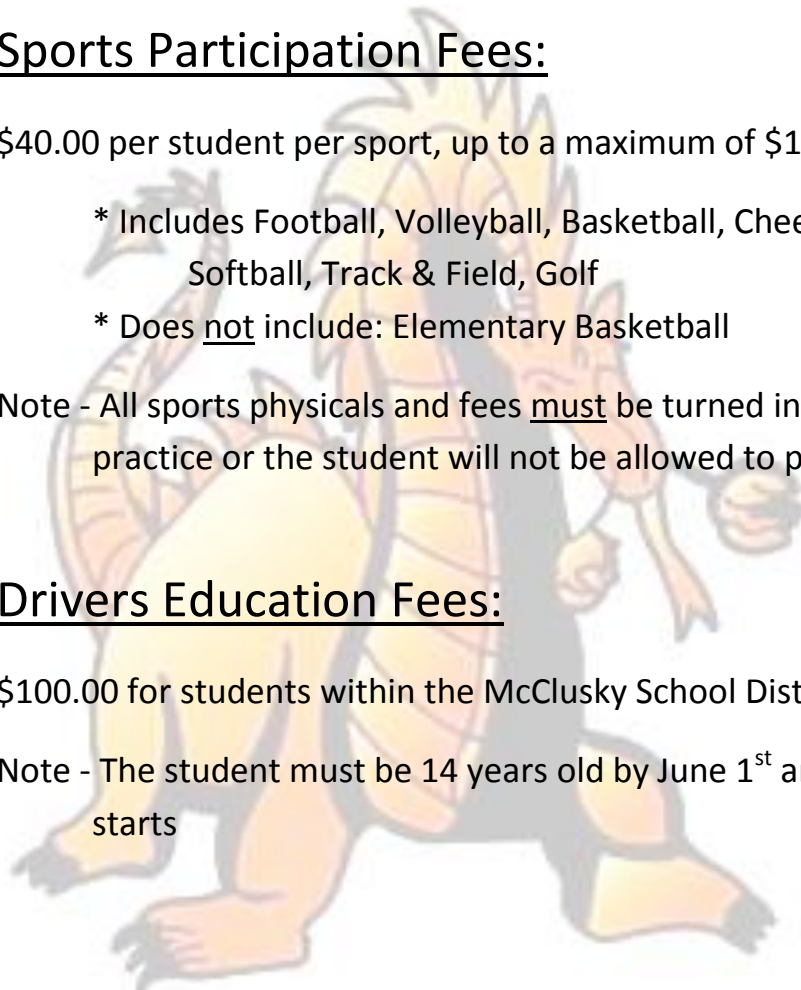 Sports Participation Fees:
$40.00 per student per sport, up to a maximum of $1
* Includes Football, Volleyball, Basketball, Chee
Softball, Track & Field, Golf
* Does not include: Elementary Basketball
Note - All sports physicals and fees must be turned in
practice or the student will not be allowed to p
Drivers Education Fees:
$100.00 for students within the McClusky School Dist
Note - The student must be 14 years old by June 1st a
starts